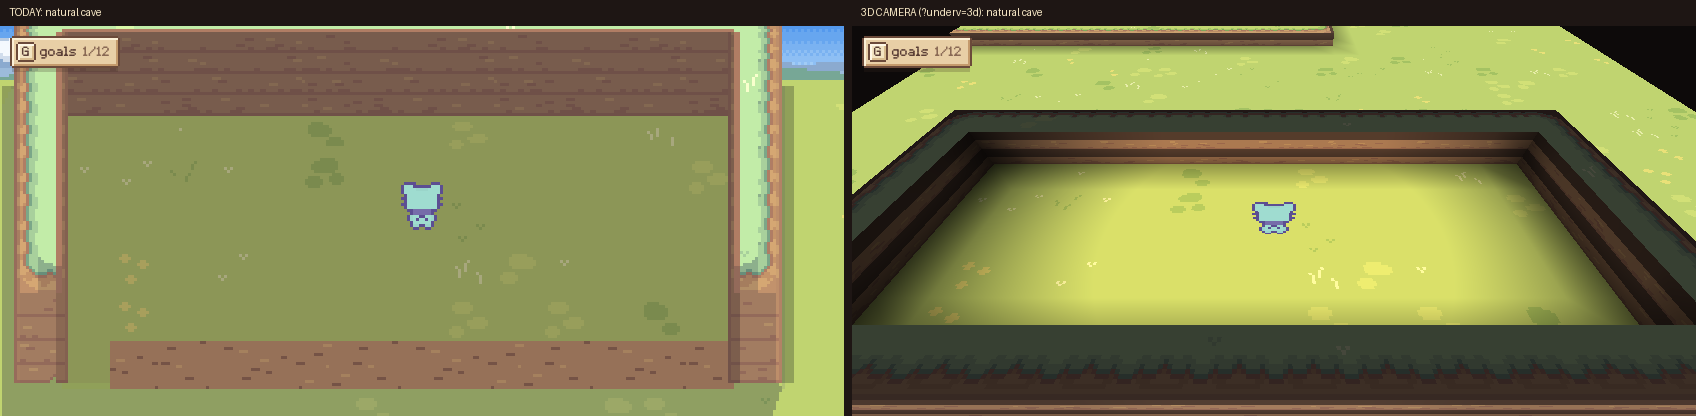 TODAY: natural cave
G goals 1/12
3D CAMERA (?underv=3d): natural cave
G goals 1/12